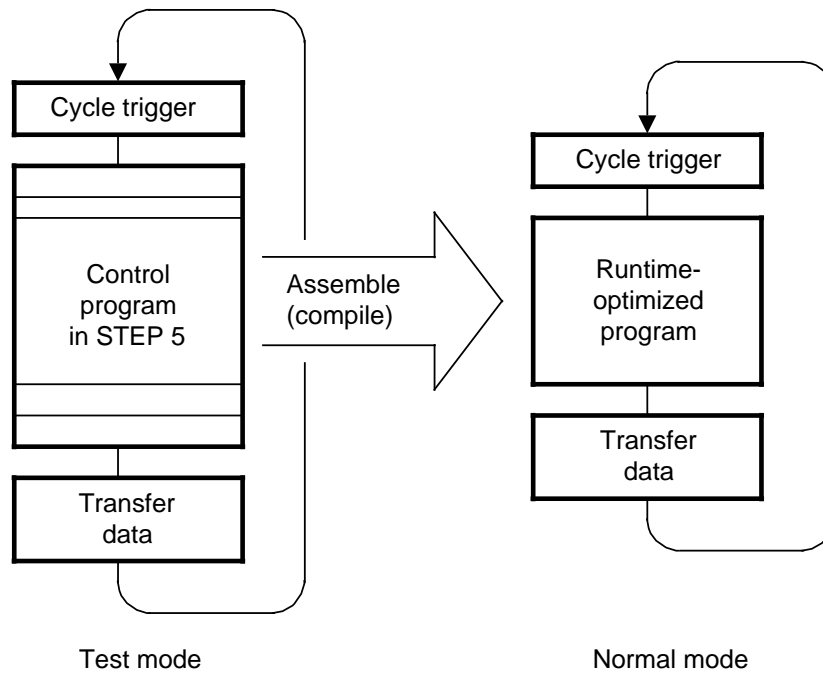 Cycle trigger
Control
program
in STEP 5
Transfer
data
Test mode
Assemble
(compile)
Cycle trigger
Runtime-
optimized
program
Transfer
data
Normal mode